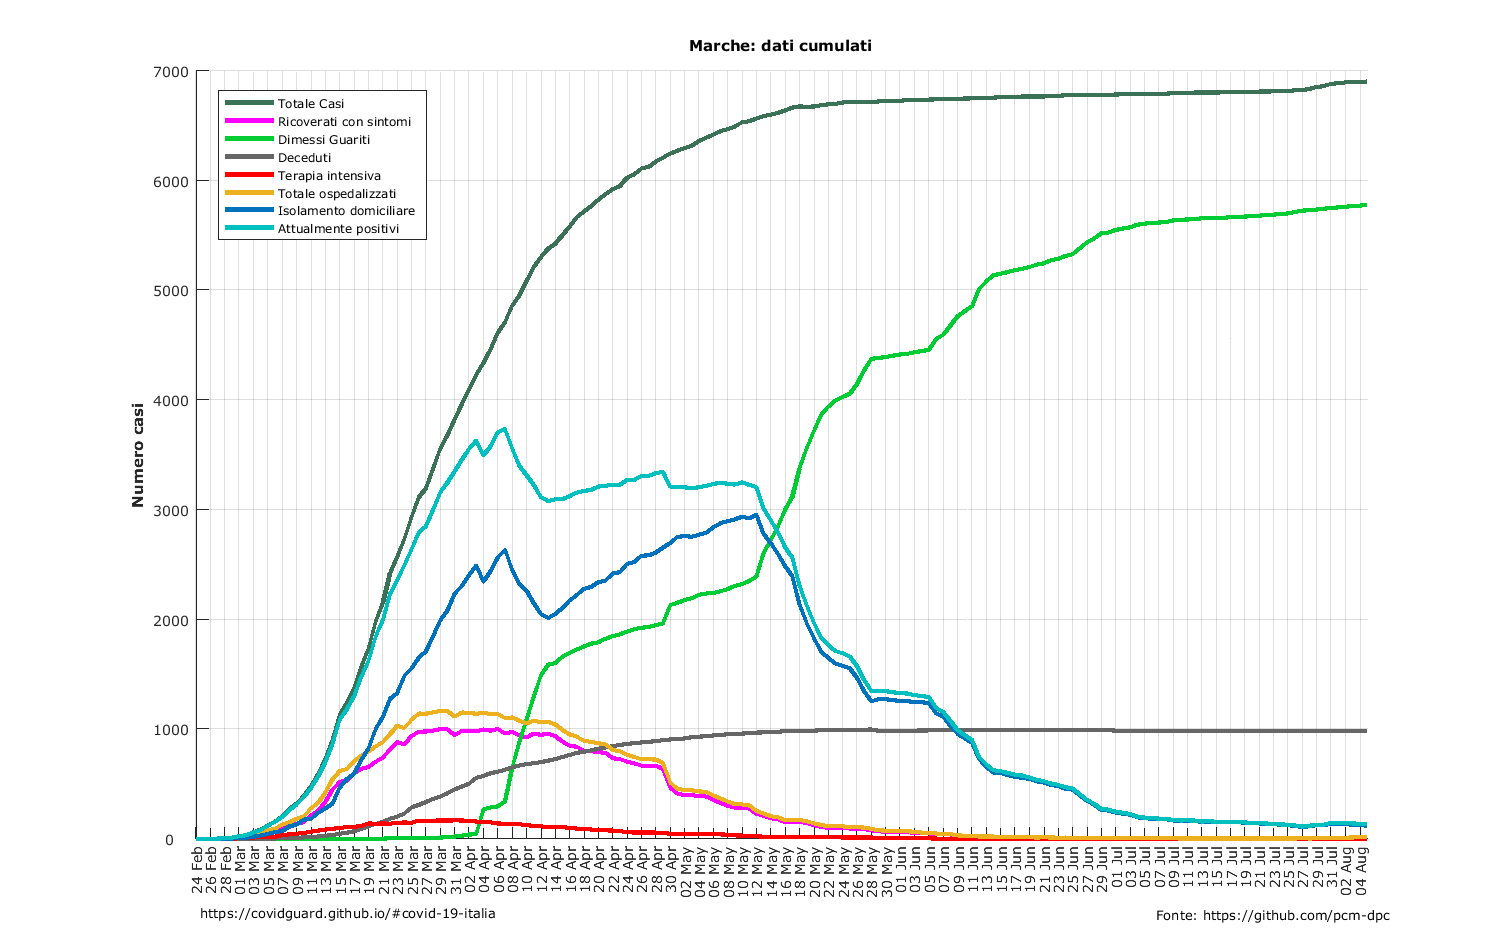 Marche: dati cumulati
Numero casi
7000
6000
5000
4000
3000
2000
1000
0
Totale Casi
Ricoverati con sintomi
Dimessi Guariti
Deceduti
Terapia intensiva
Totale ospedalizzati
Isolamento domiciliare
Attualmente positivi
24 Feb
26 Feb
28 Feb
01 Mar
03 Mar
05 Mar
07 Mar
09 Mar
11 Mar
13 Mar
15 Mar
17 Mar
19 Mar
21 Mar
23 Mar
25 Mar
27 Mar
29 Mar
31 Mar
02 Apr
04 Apr
06 Apr
08 Apr
10 Apr
12 Apr
14 Apr
16 Apr
18 Apr
20 Apr
22 Apr
24 Apr
26 Apr
28 Apr
30 Apr
02 May
04 May
06 May
08 May
10 May
12 May
14 May
16 May
18 May
20 May
22 May
24 May
26 May
28 May
30 May
01 Jun
03 Jun
05 Jun
07 Jun
09 Jun
11 Jun
13 Jun
15 Jun
17 Jun
19 Jun
21 Jun
23 Jun
25 Jun
27 Jun
29 Jun
01 Jul
03 Jul
05 Jul
07 Jul
09 Jul
11 Jul
13 Jul
15 Jul
17 Jul
19 Jul
21 Jul
23 Jul
25 Jul
27 Jul
29 Jul
31 Jul
02 Aug
04 Aug
https://covidguard.github.io/#covid-19-italia
Fonte: https://github.com/pcm-dpc